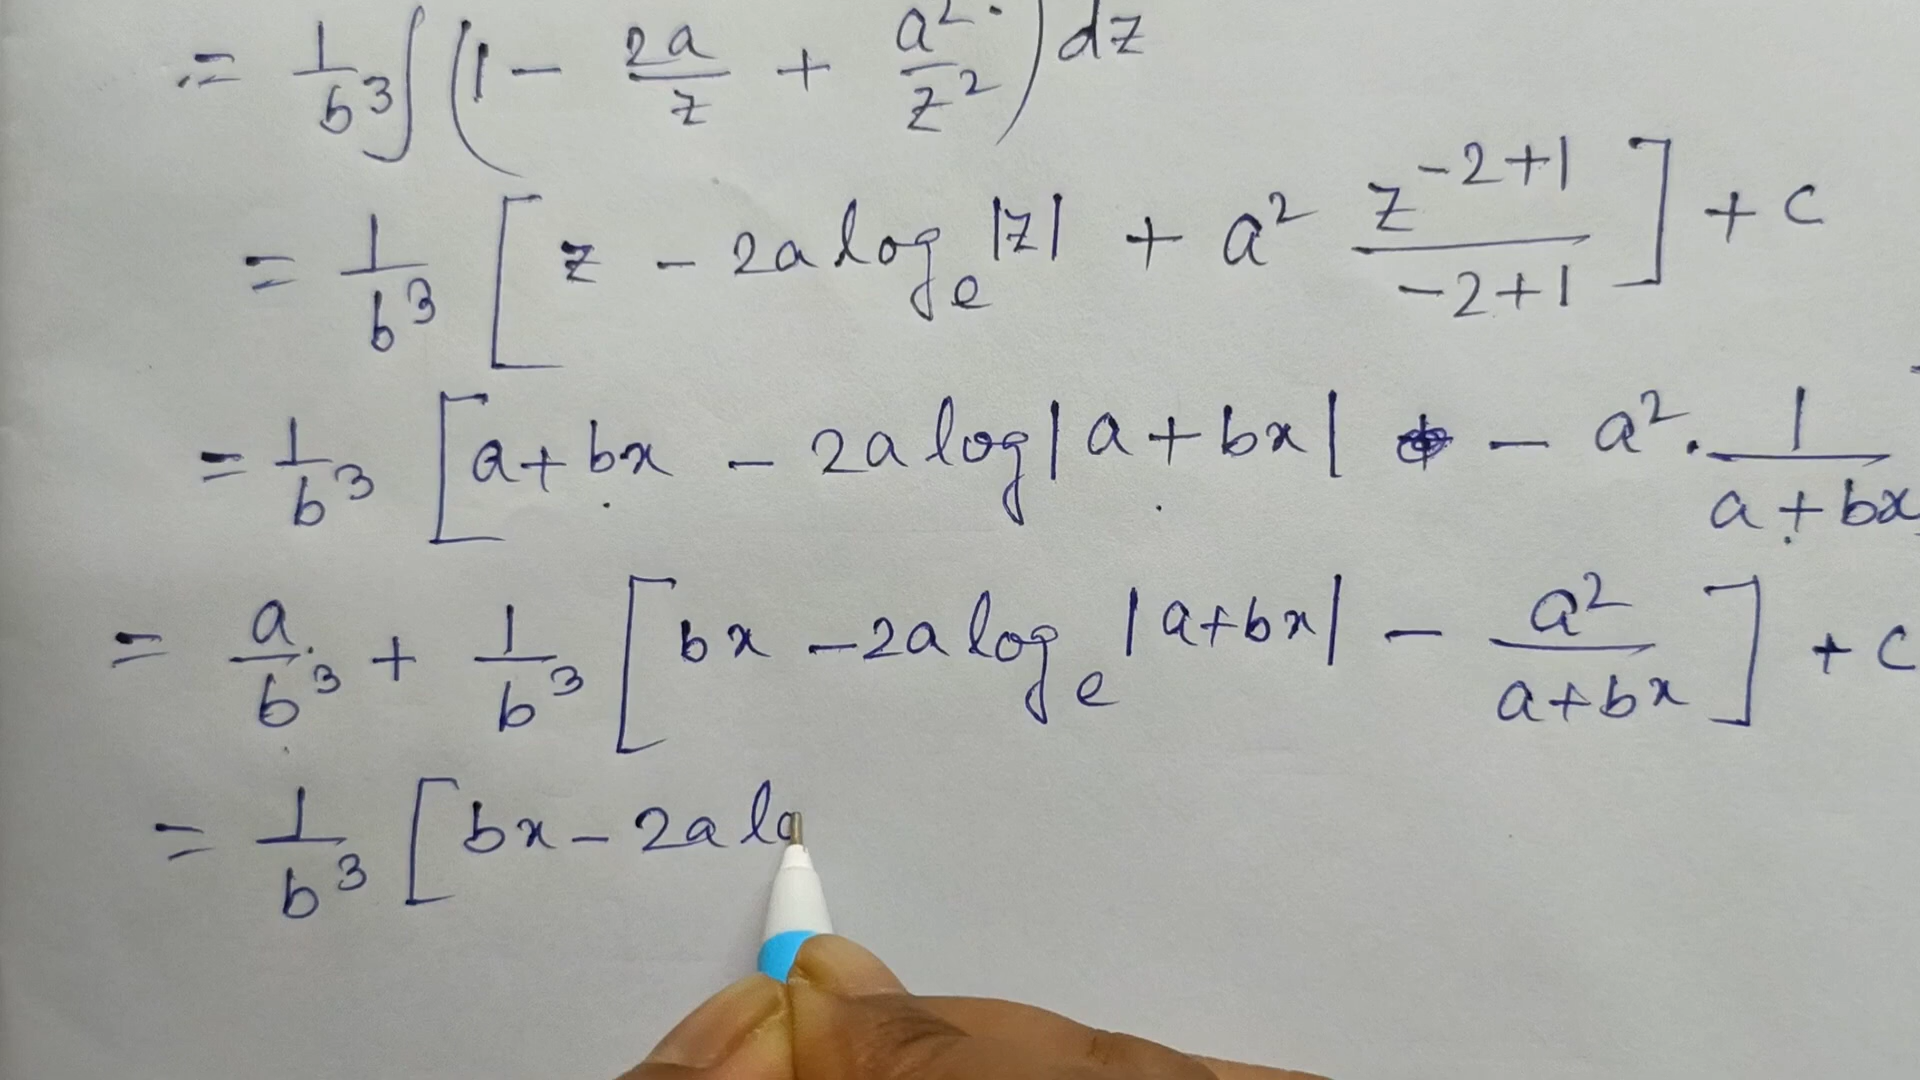 = 1/b³ ∫ (1 - 2a/z + a²/z²) dz
= 1/b³ [ z - 2a logₑ |z| + a² z⁻²⁺¹/-2+1 ] + c
= 1/b³ [ a + bx - 2a log |a + bx| - a² · 1/a + bx
= a/b³ + 1/b³ [ bx - 2a logₑ |a + bx| - a²/a + bx ] + c
= 1/b³ [ bx - 2a lo